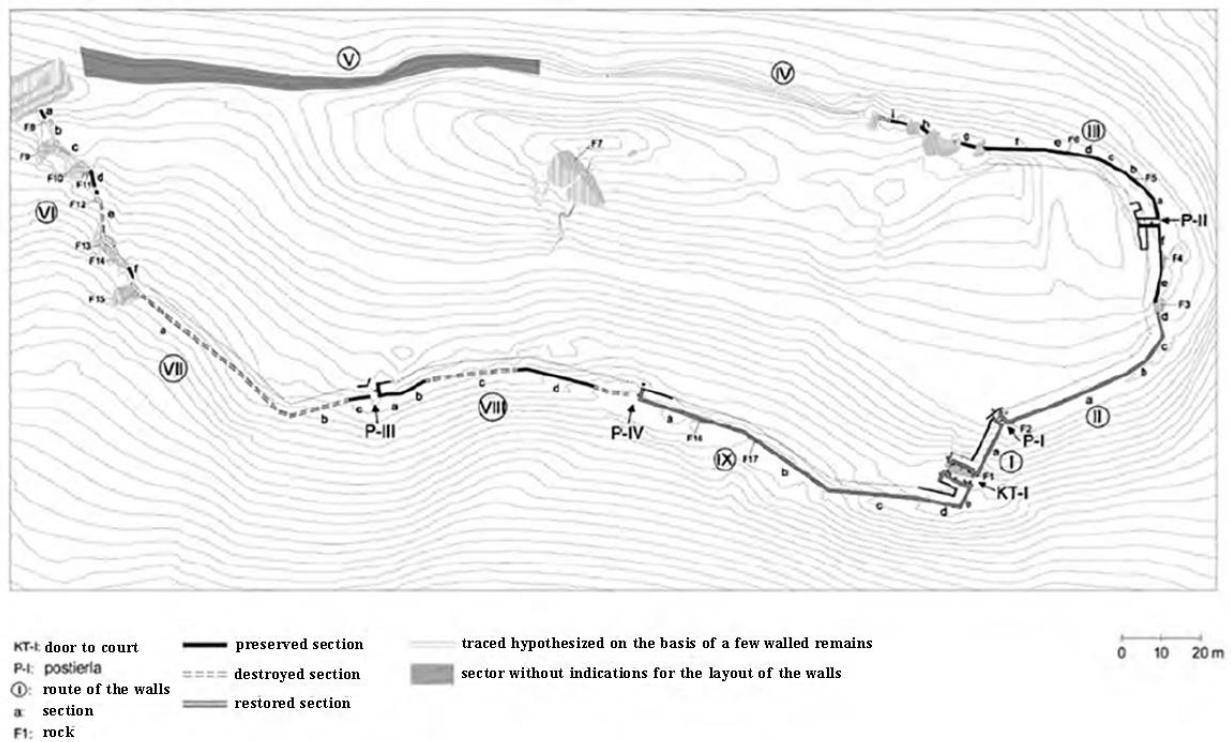 V
IV
a
F8
b
F9
c
F10
F11
d
F12
VI
e
F13
F14
f
F15
F7
i
h
g
f
e
F6
d
III
c
b
F5
a
P-II
f
F4
e
F3
d
c
b
a
II
VII
a
b
c
P-III
a
b
c
VIII
d
P-IV
a
F16
IX
F17
b
c
d
e
F2
P-I
a
I
F1
KT-I
KT-I: door to court
P-I: postierla
I: route of the walls
a: section
F1: rock
preserved section
destroyed section
restored section
traced hypothesized on the basis of a few walled remains
sector without indications for the layout of the walls
0 10 20 m